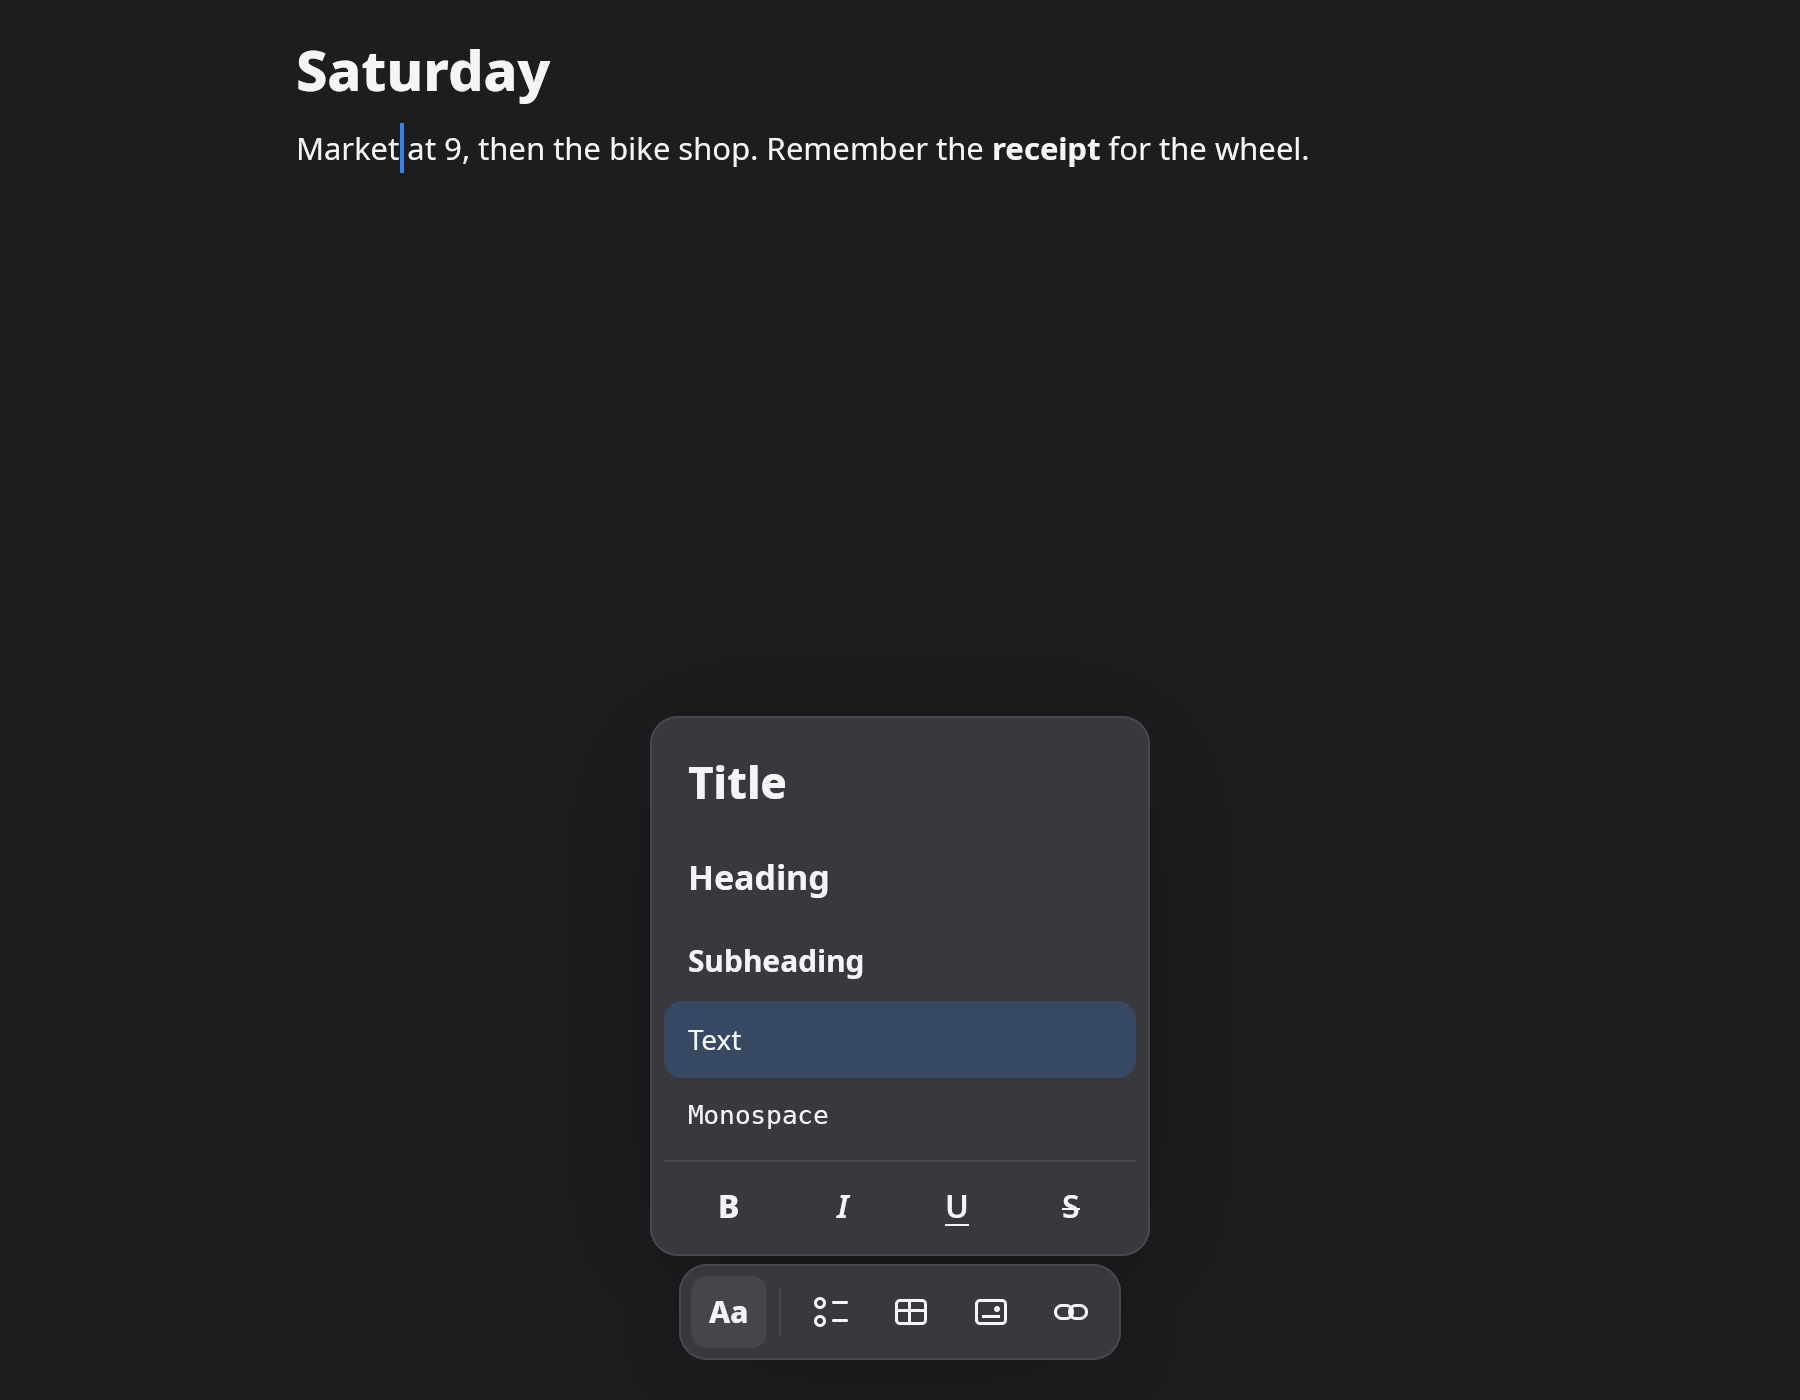 Saturday
Market at 9, then the bike shop. Remember the receipt for the wheel.
Title
Heading
Subheading
Text
Monospace
B I U S
Aa